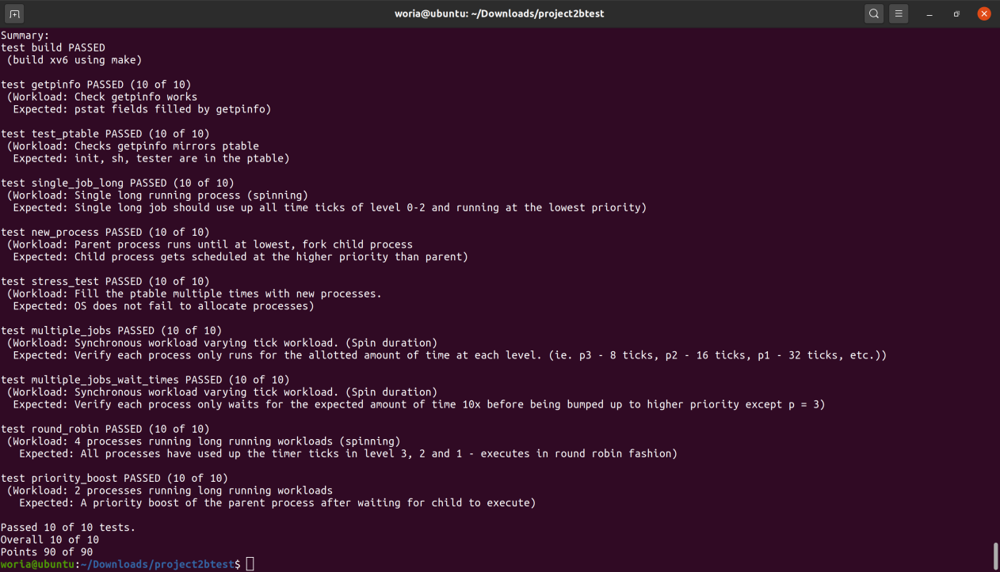 woria@ubuntu: ~/Downloads/project2btest
Summary:
test build PASSED
 (build xv6 using make)

test getpinfo PASSED (10 of 10)
 (Workload: Check getpinfo works
  Expected: pstat fields filled by getpinfo)

test test_ptable PASSED (10 of 10)
 (Workload: Checks getpinfo mirrors ptable
  Expected: init, sh, tester are in the ptable)

test single_job_long PASSED (10 of 10)
 (Workload: Single long running process (spinning)
  Expected: Single long job should use up all time ticks of level 0-2 and running at the lowest priority)

test new_process PASSED (10 of 10)
 (Workload: Parent process runs until at lowest, fork child process
  Expected: Child process gets scheduled at the higher priority than parent)

test stress_test PASSED (10 of 10)
 (Workload: Fill the ptable multiple times with new processes.
  Expected: OS does not fail to allocate processes)

test multiple_jobs PASSED (10 of 10)
 (Workload: Synchronous workload varying tick workload. (Spin duration)
  Expected: Verify each process only runs for the allotted amount of time at each level. (ie. p3 - 8 ticks, p2 - 16 ticks, p1 - 32 ticks, etc.))

test multiple_jobs_wait_times PASSED (10 of 10)
 (Workload: Synchronous workload varying tick workload. (Spin duration)
  Expected: Verify each process only waits for the expected amount of time 10x before being bumped up to higher priority except p = 3)

test round_robin PASSED (10 of 10)
 (Workload: 4 processes running long running workloads (spinning)
   Expected: All processes have used up the timer ticks in level 3, 2 and 1 - executes in round robin fashion)

test priority_boost PASSED (10 of 10)
 (Workload: 2 processes running long running workloads
   Expected: A priority boost of the parent process after waiting for child to execute)

Passed 10 of 10 tests.
Overall 10 of 10
Points 90 of 90
woria@ubuntu:~/Downloads/project2btest$